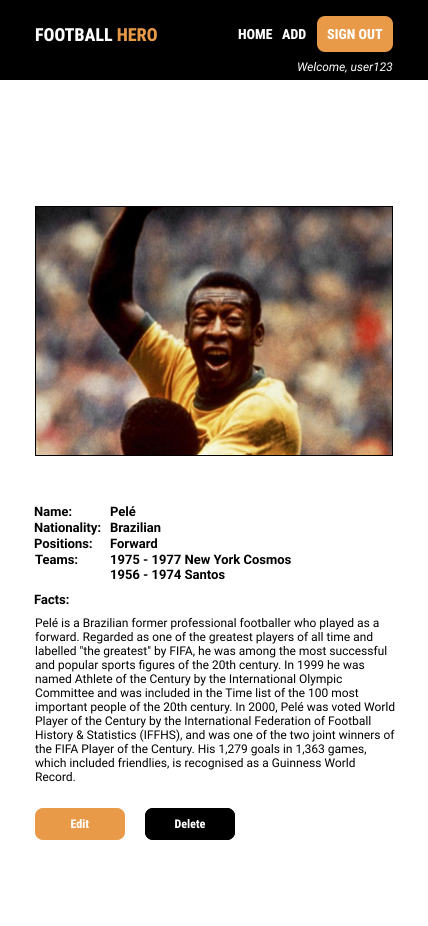 FOOTBALL HERO HOME ADD SIGN OUT
Welcome, user123
Name: Pelé
Nationality: Brazilian
Positions: Forward
Teams: 1975 - 1977 New York Cosmos
1956 - 1974 Santos
Facts:
Pelé is a Brazilian former professional footballer who played as a
forward. Regarded as one of the greatest players of all time and
labelled "the greatest" by FIFA, he was among the most successful
and popular sports figures of the 20th century. In 1999 he was
named Athlete of the Century by the International Olympic
Committee and was included in the Time list of the 100 most
important people of the 20th century. In 2000, Pelé was voted World
Player of the Century by the International Federation of Football
History & Statistics (IFFHS), and was one of the two joint winners of
the FIFA Player of the Century. His 1,279 goals in 1,363 games,
which included friendlies, is recognised as a Guinness World
Record.
Edit Delete